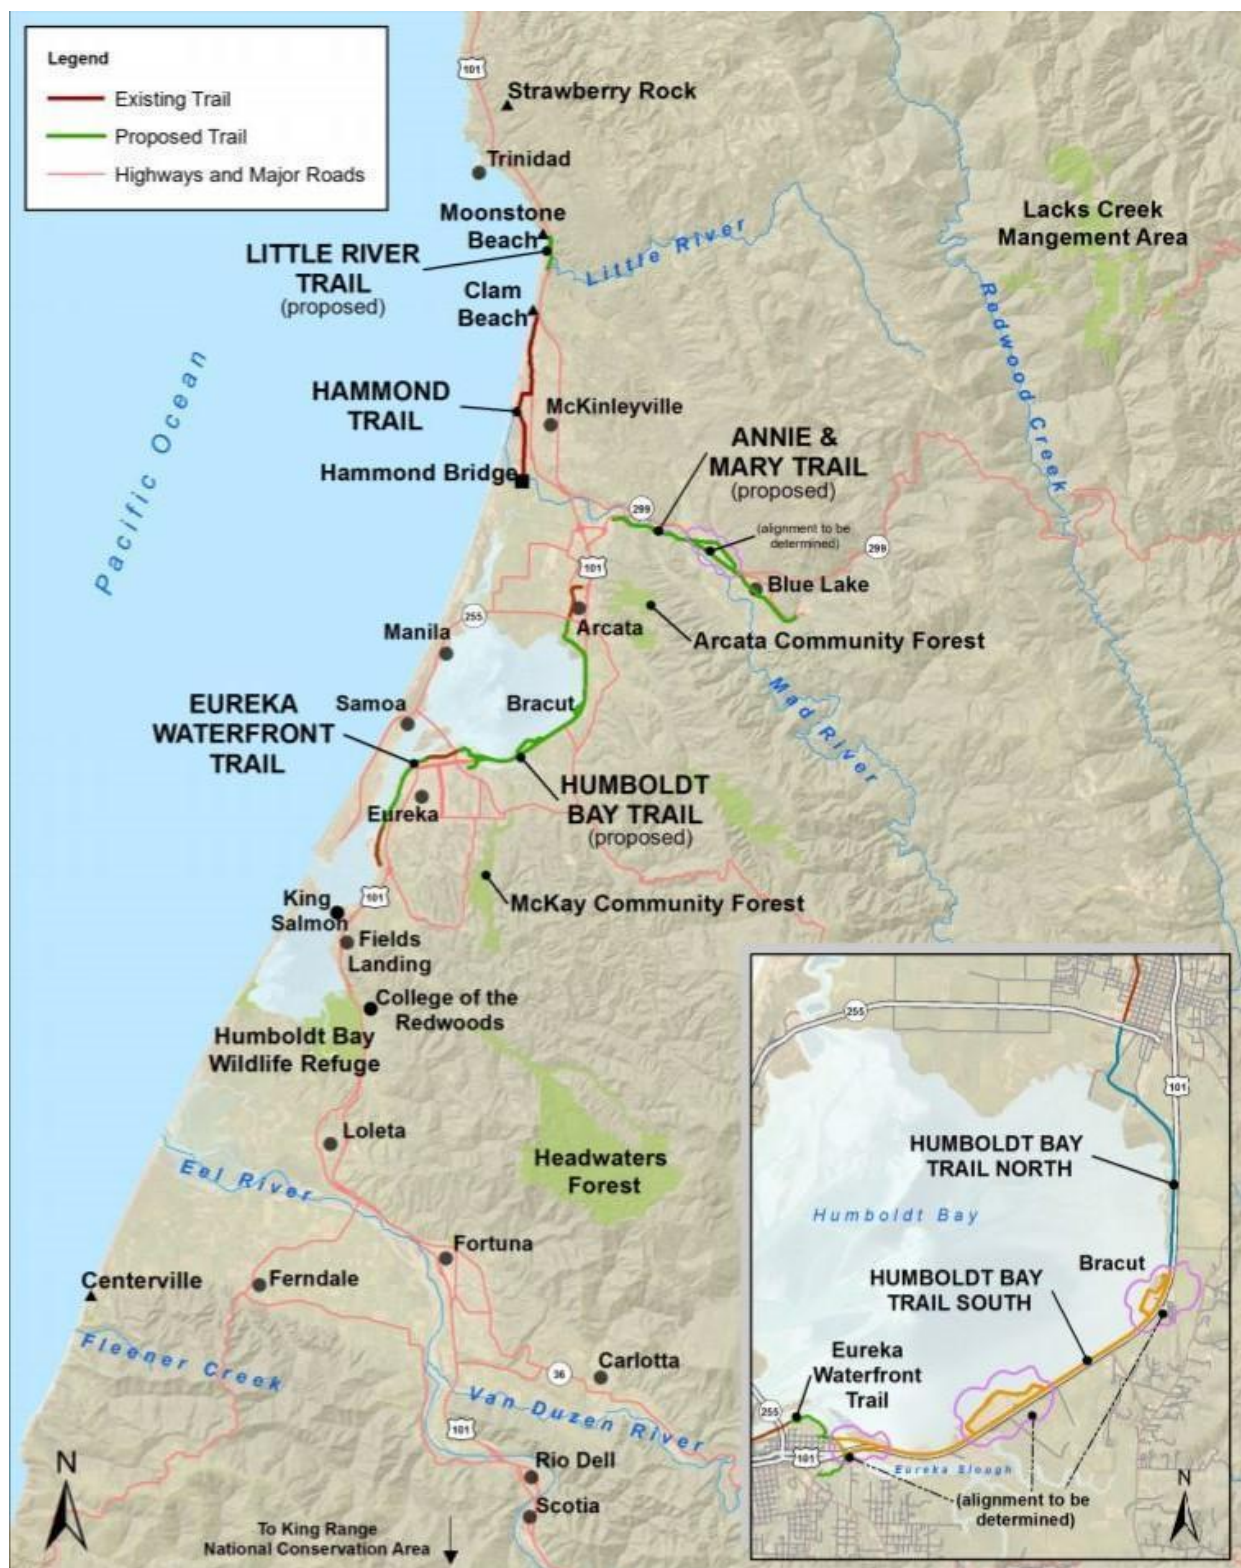 Legend
Existing Trail
Proposed Trail
Highways and Major Roads
101
Strawberry Rock
Trinidad
Moonstone
Beach
LITTLE RIVER
TRAIL
(proposed)
Little River
Lacks Creek
Mangement Area
Clam
Beach
Redwood Creek
Pacific Ocean
HAMMOND
TRAIL
McKinleyville
Hammond Bridge
ANNIE &
MARY TRAIL
(proposed)
299
(alignment to be
determined)
299
101
Blue Lake
255
Manila
Arcata
Arcata Community Forest
Mad River
Samoa
Bracut
EUREKA
WATERFRONT
TRAIL
Eureka
HUMBOLDT
BAY TRAIL
(proposed)
101
King
Salmon
McKay Community Forest
Fields
Landing
College of the
Redwoods
Humboldt Bay
Wildlife Refuge
Loleta
Eel River
Headwaters
Forest
Fortuna
Centerville
Ferndale
Fleener Creek
Carlotta
36
Van Duzen River
101
Rio Dell
Scotia
N
To King Range
National Conservation Area
255
101
HUMBOLDT BAY
TRAIL NORTH
Humboldt Bay
Bracut
HUMBOLDT BAY
TRAIL SOUTH
Eureka
Waterfront
Trail
255
101
Eureka Slough
(alignment to be
determined)
N